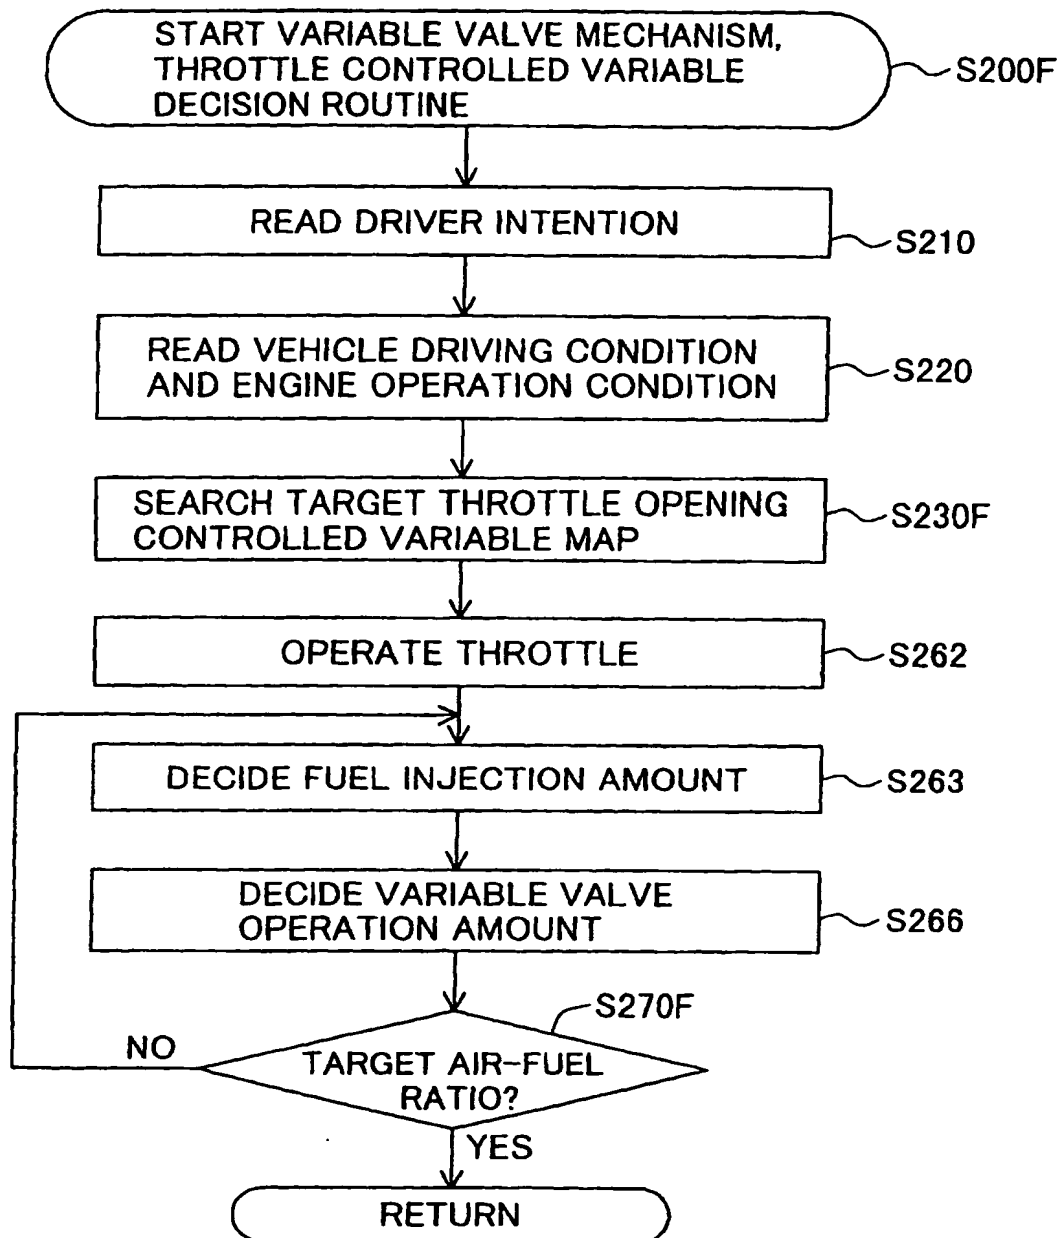 START VARIABLE VALVE MECHANISM,
THROTTLE CONTROLLED VARIABLE
DECISION ROUTINE
S200F
READ DRIVER INTENTION
S210
READ VEHICLE DRIVING CONDITION
AND ENGINE OPERATION CONDITION
S220
SEARCH TARGET THROTTLE OPENING
CONTROLLED VARIABLE MAP
S230F
OPERATE THROTTLE
S262
DECIDE FUEL INJECTION AMOUNT
S263
DECIDE VARIABLE VALVE
OPERATION AMOUNT
S266
S270F
NO
TARGET AIR-FUEL
RATIO?
YES
RETURN